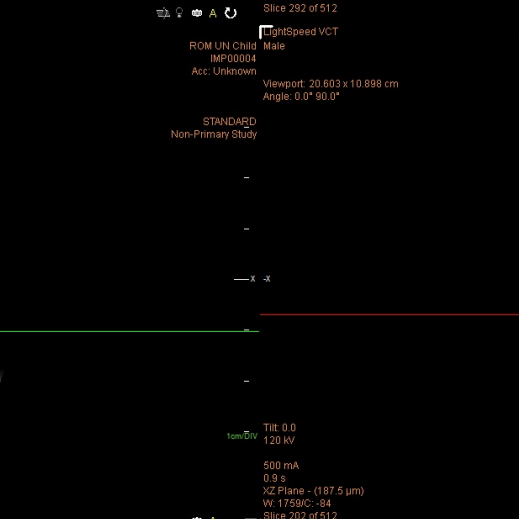 A
Slice 292 of 512
LightSpeed VCT
ROM UN Child
Male
IMP00004
Acc: Unknown
Viewport: 20.603 x 10.898 cm
Angle: 0.0° 90.0°
STANDARD
Non-Primary Study
X
-X
1cm/DIV
Tilt: 0.0
120 kV
500 mA
0.9 s
XZ Plane - (187.5 µm)
W: 1759/C: -84
Slice 202 of 512